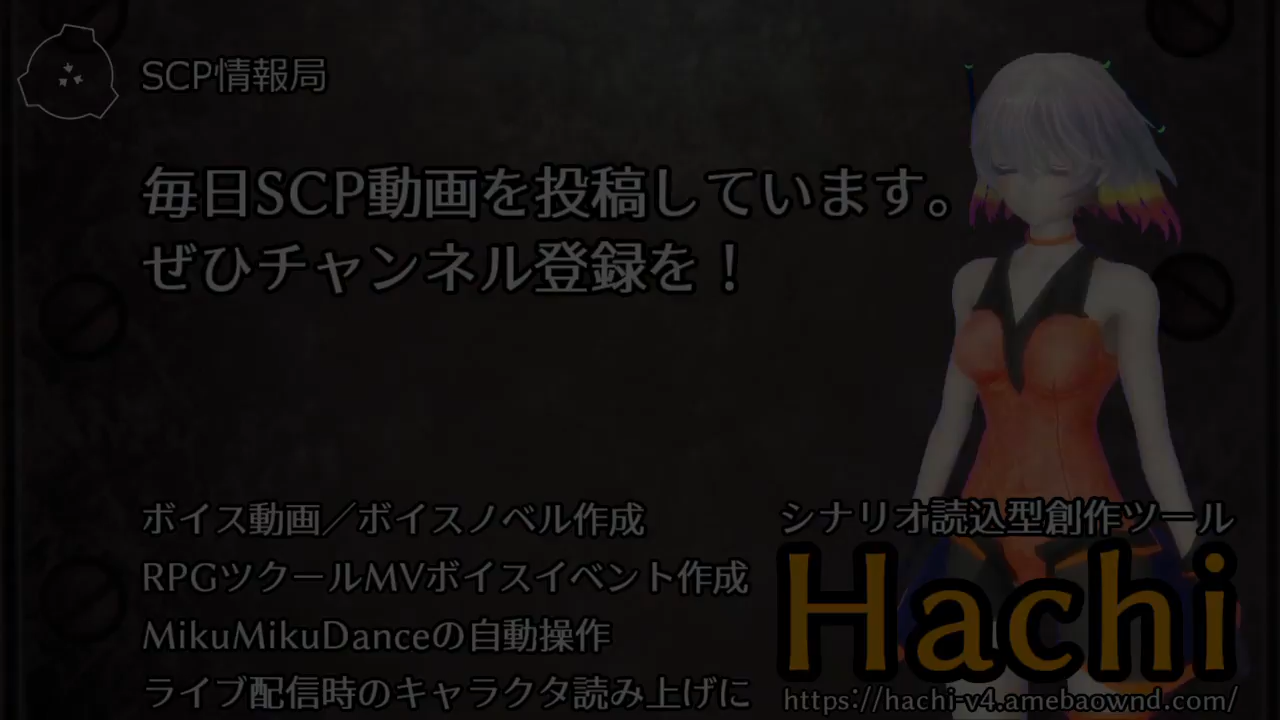 SCP情報局
毎日SCP動画を投稿しています。
ぜひチャンネル登録を！
ボイス動画／ボイスノベル作成
RPGツクールMVボイスイベント作成
MikuMikuDanceの自動操作
ライブ配信時のキャラクタ読み上げに
シナリオ読込型創作ツール
Hachi
https://hachi-v4.amebaownd.com/